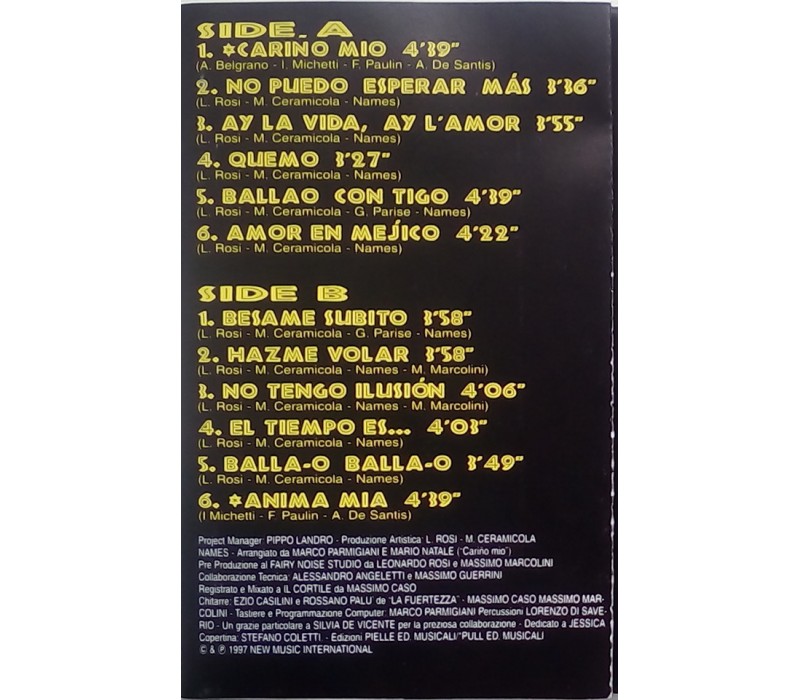 SIDE A
1. *CARINO MIO 4'39"
(A. Belgrano - I. Michetti - F. Paulin - A. De Santis)
2. NO PUEDO ESPERAR MÁS 3'36"
(L. Rosi - M. Ceramicola - Names)
3. AY LA VIDA, AY L'AMOR 3'55"
(L. Rosi - M. Ceramicola - Names)
4. QUEMO 3'27"
(L. Rosi - M. Ceramicola - Names)
5. BALLAO CON TIGO 4'39"
(L. Rosi - M. Ceramicola - G. Parise - Names)
6. AMOR EN MEJICO 4'22"
(L. Rosi - M. Ceramicola - Names)
SIDE B
1. BESAME SUBITO 3'58"
(L. Rosi - M. Ceramicola - G. Parise - Names)
2. HAZME VOLAR 3'58"
(L. Rosi - M. Ceramicola - Names - M. Marcolini)
3. NO TENGO ILUSIÓN 4'06"
(L. Rosi - M. Ceramicola - Names - M. Marcolini)
4. EL TIEMPO ES... 4'03"
(L. Rosi - M. Ceramicola - Names)
5. BALLA-O BALLA-O 3'49"
(L. Rosi - M. Ceramicola - Names)
6. *ANIMA MIA 4'39"
(I Michetti - F. Paulin - A. De Santis)
Project Manager: PIPPO LANDRO - Produzione Artistica: L. ROSI - M. CERAMICOLA
NAMES - Arrangiato da MARCO PARMIGIANI E MARIO NATALE ("Cariño mio")
Pre Produzione al FAIRY NOISE STUDIO da LEONARDO ROSI e MASSIMO MARCOLINI
Collaborazione Tecnica: ALESSANDRO ANGELETTI e MASSIMO GUERRINI
Registrato e Mixato a IL CORTILE da MASSIMO CASO
Chitarre: EZIO CASILINI e ROSSANO PALU' de "LA FUERTEZZA" - MASSIMO CASO MASSIMO MAR-
COLINI - Tastiere e Programmazione Computer: MARCO PARMIGIANI Percussioni LORENZO DI SAVE-
RIO - Un grazie particolare a SILVIA DE VICENTE per la preziosa collaborazione - Dedicato a JESSICA
Copertina: STEFANO COLETTI - Edizioni PIELLE ED. MUSICALI/"PULL ED. MUSICALI
© & ℗ 1997 NEW MUSIC INTERNATIONAL